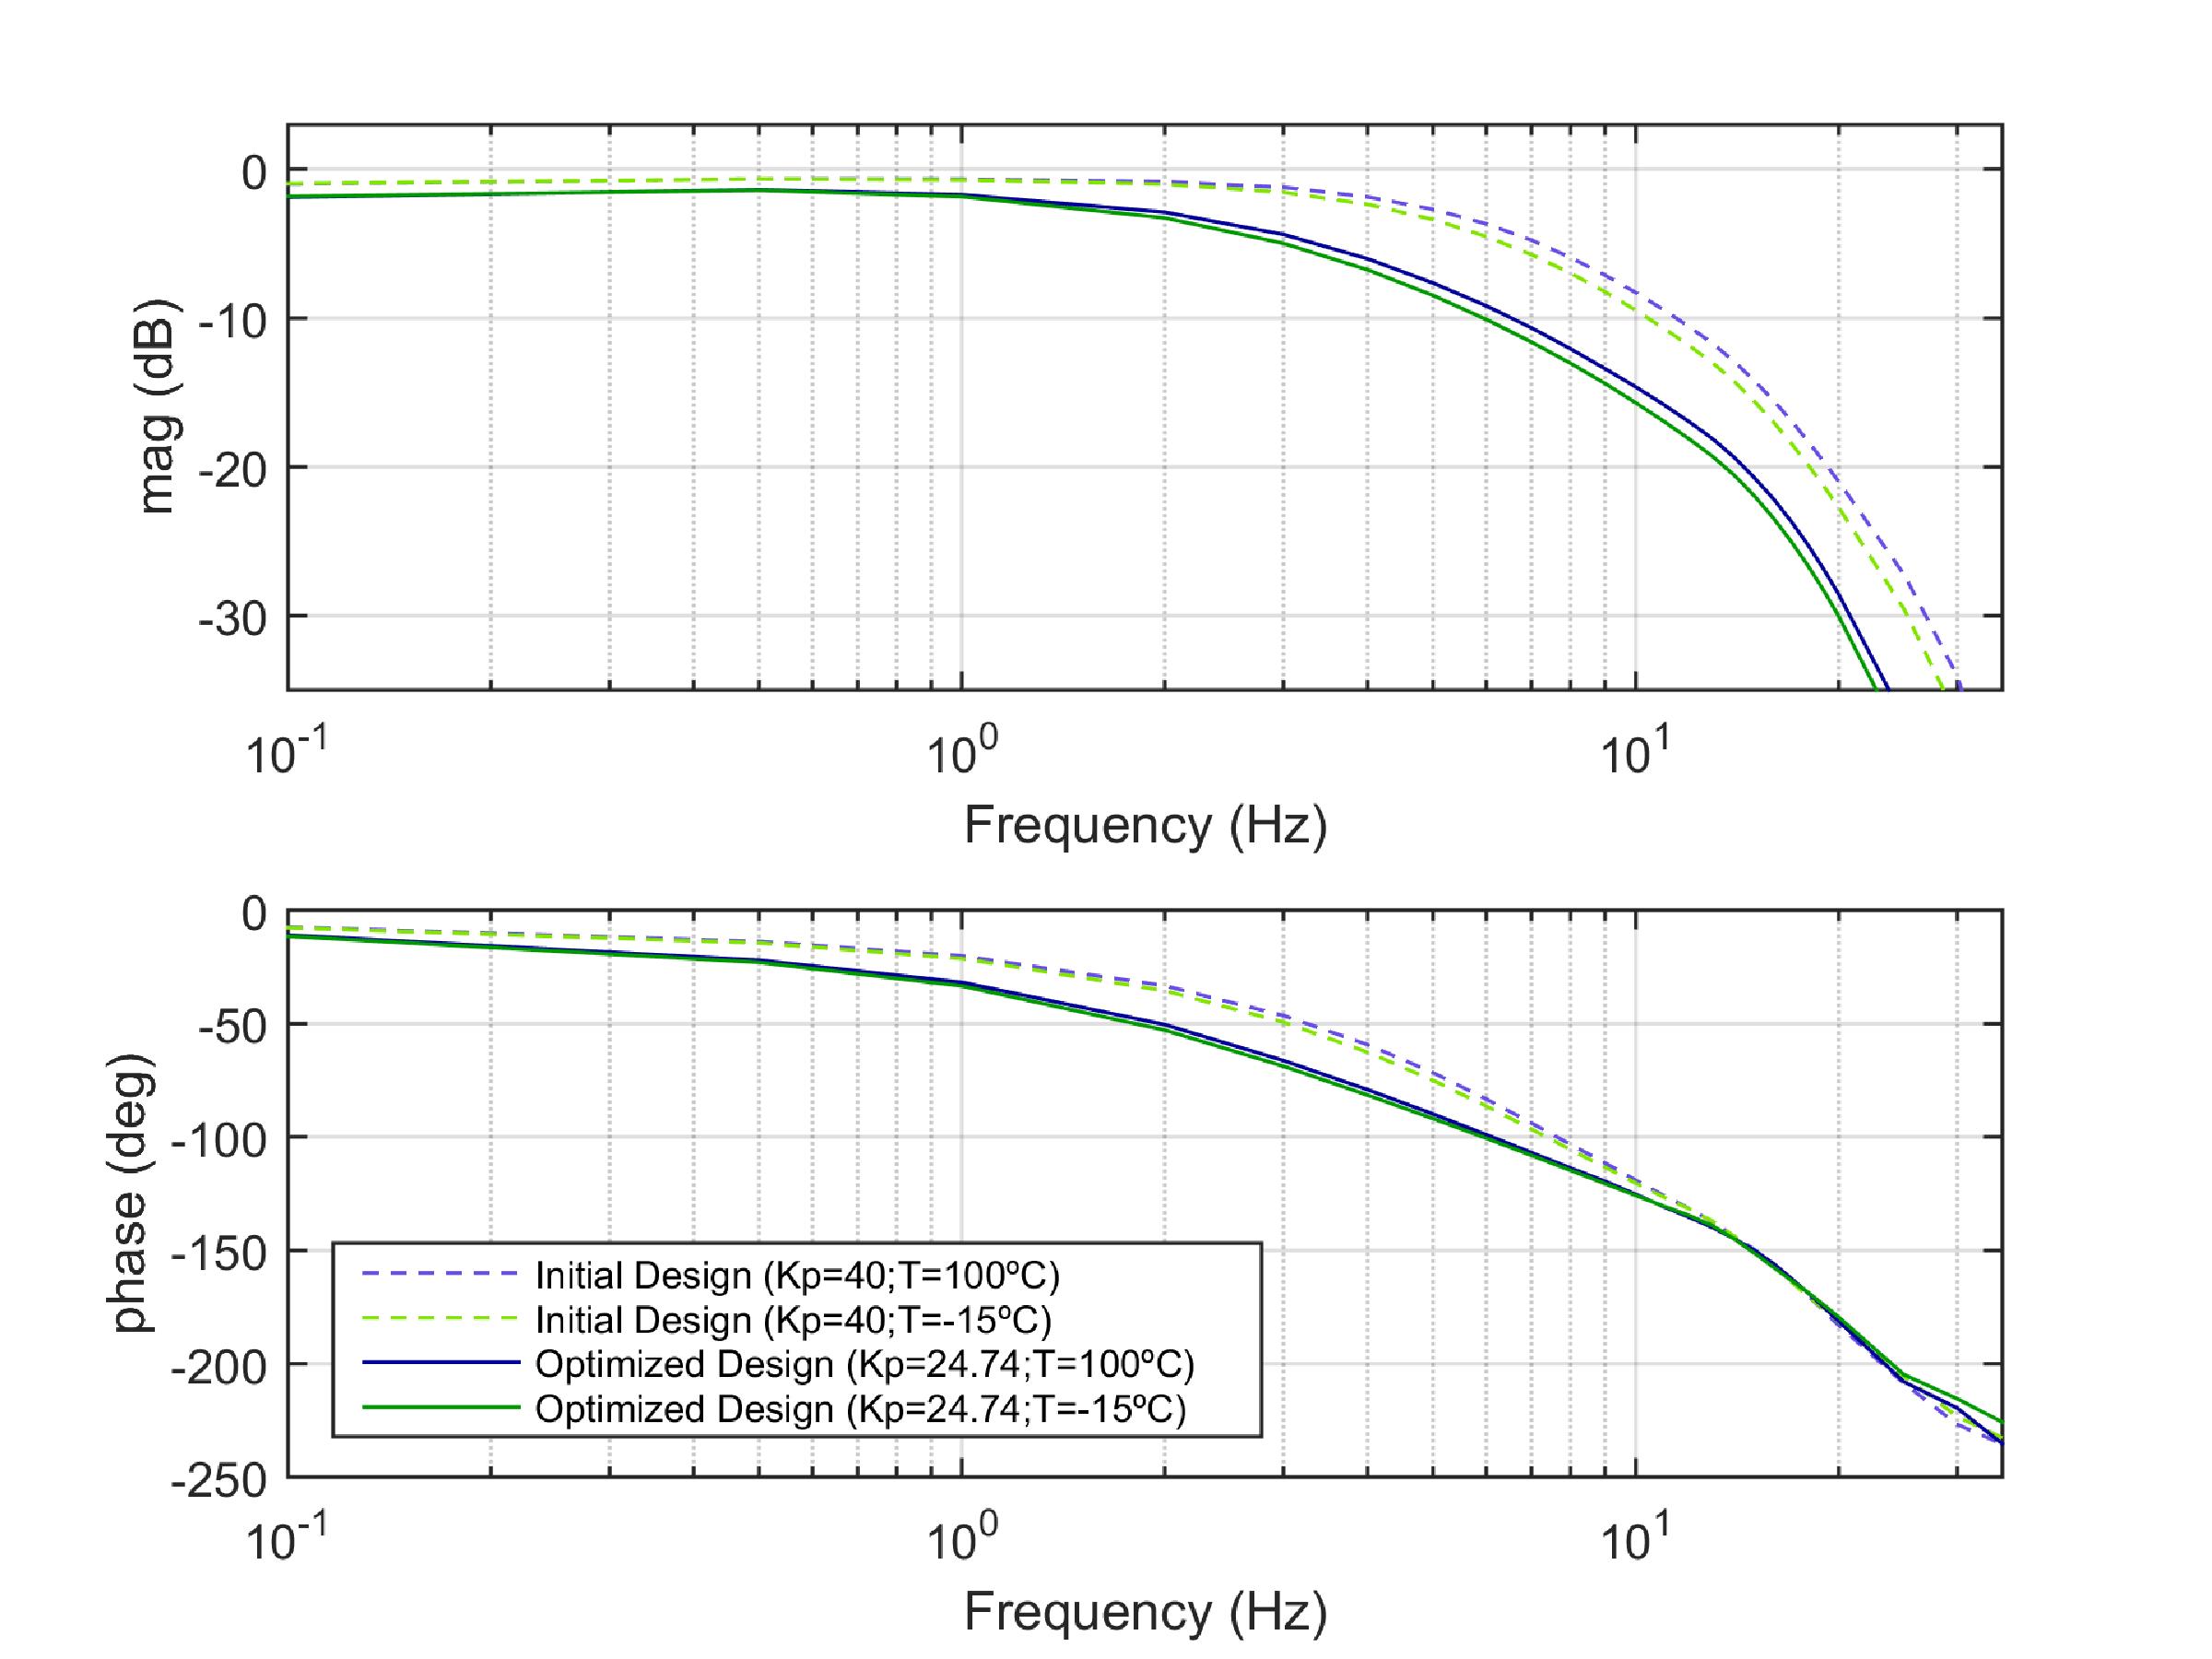 0
-10
-20
-30
mag (dB)
10^-1
10^0
10^1
Frequency (Hz)
0
-50
-100
-150
-200
-250
phase (deg)
Initial Design (Kp=40;T=100ºC)
Initial Design (Kp=40;T=-15ºC)
Optimized Design (Kp=24.74;T=100ºC)
Optimized Design (Kp=24.74;T=-15ºC)
10^-1
10^0
10^1
Frequency (Hz)